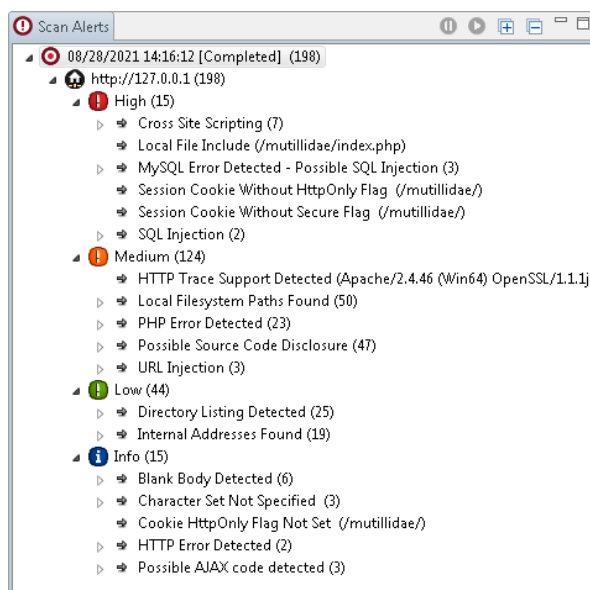 Scan Alerts
08/28/2021 14:16:12 [Completed] (198)
http://127.0.0.1 (198)
High (15)
Cross Site Scripting (7)
Local File Include (/mutillidae/index.php)
MySQL Error Detected - Possible SQL Injection (3)
Session Cookie Without HttpOnly Flag (/mutillidae/)
Session Cookie Without Secure Flag (/mutillidae/)
SQL Injection (2)
Medium (124)
HTTP Trace Support Detected (Apache/2.4.46 (Win64) OpenSSL/1.1.1j
Local Filesystem Paths Found (50)
PHP Error Detected (23)
Possible Source Code Disclosure (47)
URL Injection (3)
Low (44)
Directory Listing Detected (25)
Internal Addresses Found (19)
Info (15)
Blank Body Detected (6)
Character Set Not Specified (3)
Cookie HttpOnly Flag Not Set (/mutillidae/)
HTTP Error Detected (2)
Possible AJAX code detected (3)